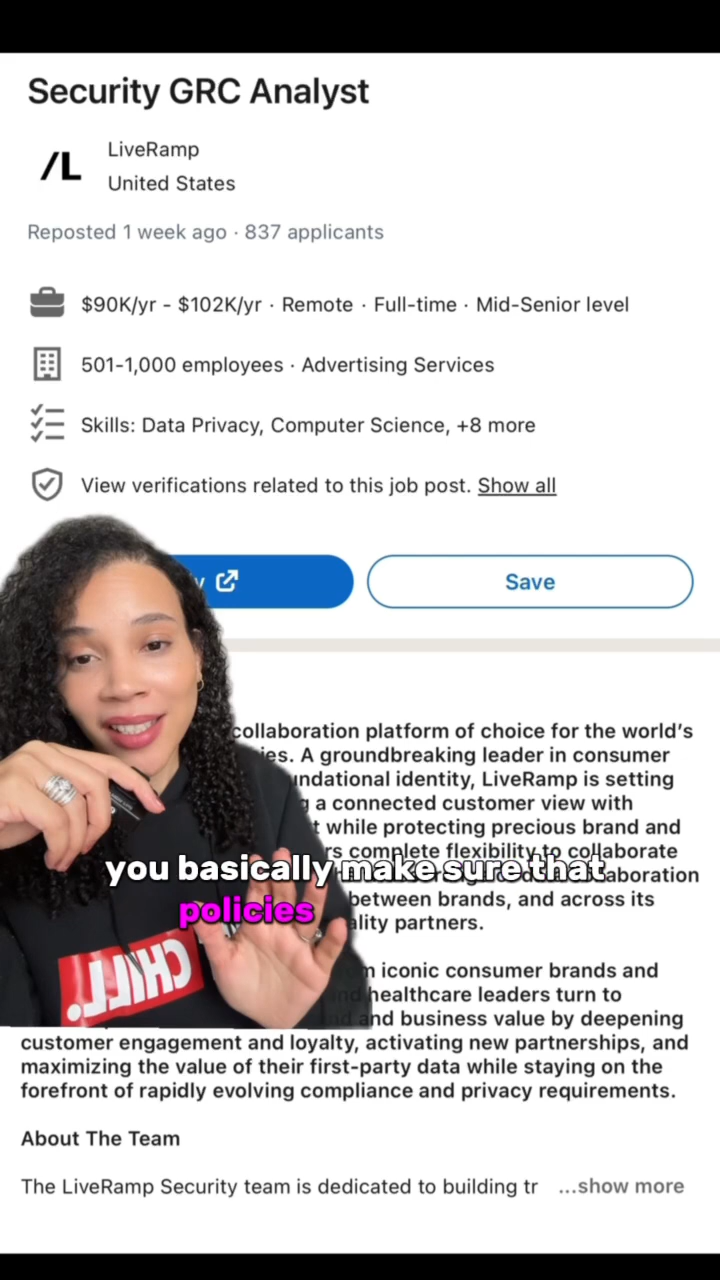 Security GRC Analyst
/L
LiveRamp
United States
Reposted 1 week ago · 837 applicants
$90K/yr - $102K/yr · Remote · Full-time · Mid-Senior level
501-1,000 employees · Advertising Services
Skills: Data Privacy, Computer Science, +8 more
View verifications related to this job post. Show all
Save
collaboration platform of choice for the world's
A groundbreaking leader in consumer
identity, LiveRamp is setting
a connected customer view with
while protecting precious brand and
complete flexibility to collaborate
you basically make sure that
policies
between brands, and across its
partners.
iconic consumer brands and
healthcare leaders turn to
CHILL.
and business value by deepening
customer engagement and loyalty, activating new partnerships, and
maximizing the value of their first-party data while staying on the
forefront of rapidly evolving compliance and privacy requirements.
About The Team
The LiveRamp Security team is dedicated to building tr ...show more